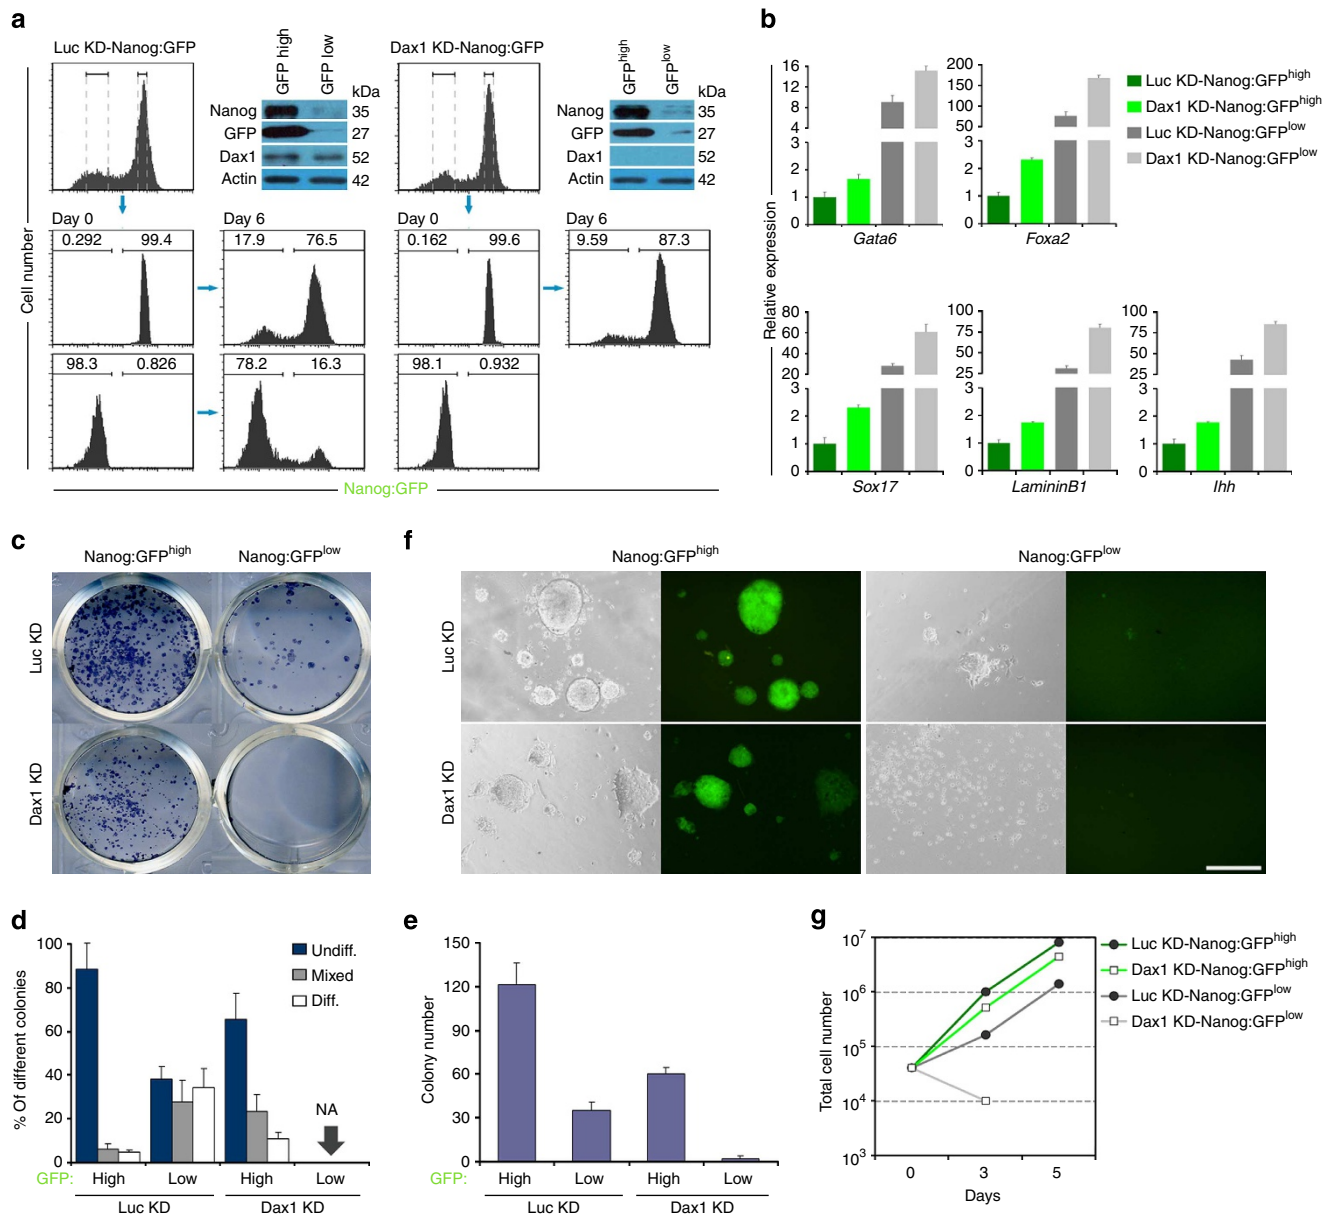 a
Luc KD-Nanog:GFP
GFP high
GFP low
kDa
Nanog 35
GFP 27
Dax1 52
Actin 42
Dax1 KD-Nanog:GFP
GFPhigh
GFPlow
kDa
Nanog 35
GFP 27
Dax1 52
Actin 42
Cell number
Day 0
0.292 99.4
Day 6
17.9 76.5
Day 0
0.162 99.6
Day 6
9.59 87.3
98.3 0.826
78.2 16.3
98.1 0.932
Nanog:GFP
b
Relative expression
16
12
8
4
3
2
1
0
Gata6
200
150
100
50
3
2
1
0
Foxa2
Luc KD-Nanog:GFPhigh
Dax1 KD-Nanog:GFPhigh
Luc KD-Nanog:GFPlow
Dax1 KD-Nanog:GFPlow
80
60
40
20
3
2
1
0
Sox17
100
75
50
25
3
2
1
0
LamininB1
100
75
50
25
3
2
1
0
Ihh
c
Nanog:GFPhigh
Nanog:GFPlow
Luc KD
Dax1 KD
f
Nanog:GFPhigh
Nanog:GFPlow
Luc KD
Dax1 KD
d
% Of different colonies
100
80
60
40
20
0
Undiff.
Mixed
Diff.
NA
GFP: High Low High Low
Luc KD Dax1 KD
e
Colony number
150
120
90
60
30
0
GFP: High Low High Low
Luc KD Dax1 KD
g
Total cell number
10⁷
10⁶
10⁵
10⁴
10³
0 3 5
Days
Luc KD-Nanog:GFPhigh
Dax1 KD-Nanog:GFPhigh
Luc KD-Nanog:GFPlow
Dax1 KD-Nanog:GFPlow